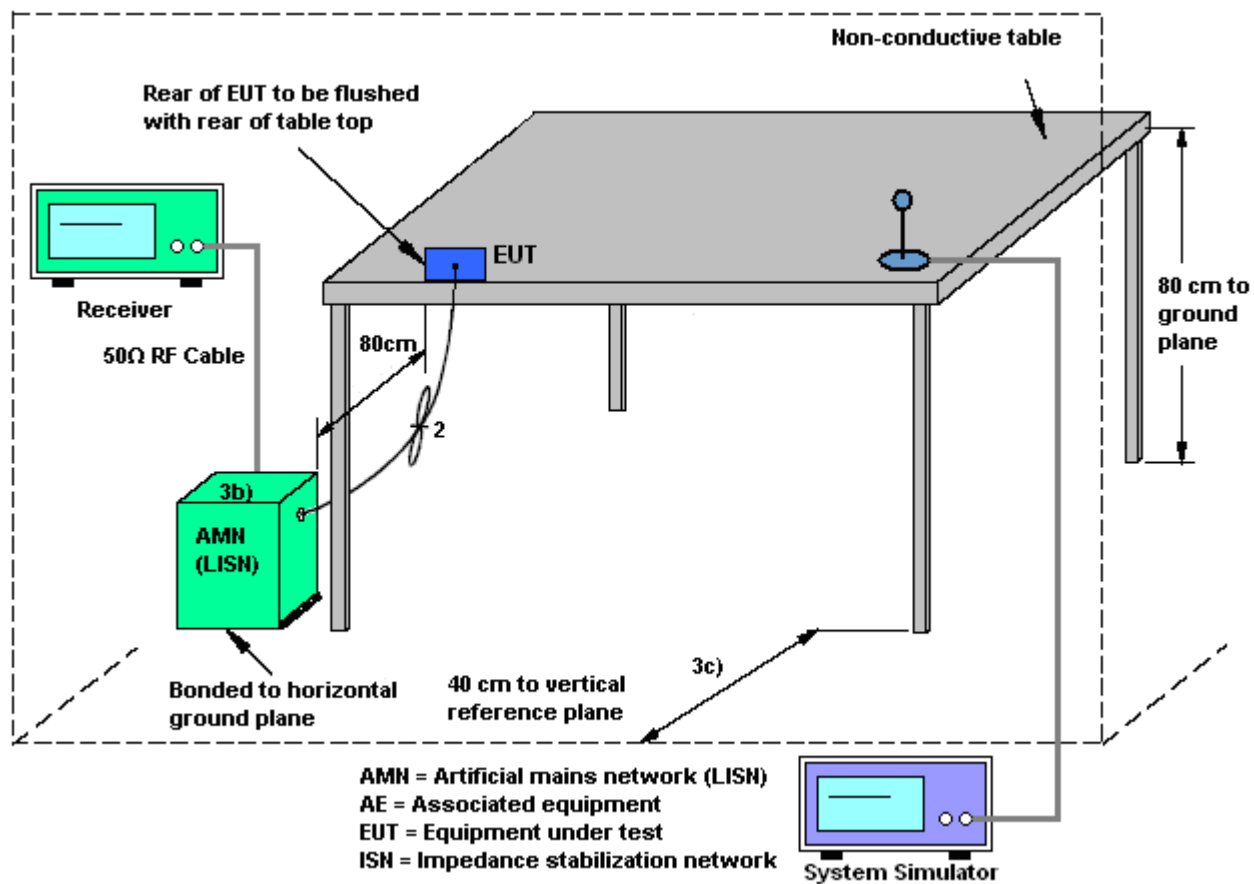 Non-conductive table
Rear of EUT to be flushed
with rear of table top
EUT
Receiver
80cm
80 cm to
ground
plane
50Ω RF Cable
2
3b)
AMN
(LISN)
3c)
Bonded to horizontal
ground plane
40 cm to vertical
reference plane
AMN = Artificial mains network (LISN)
AE = Associated equipment
EUT = Equipment under test
ISN = Impedance stabilization network
System Simulator